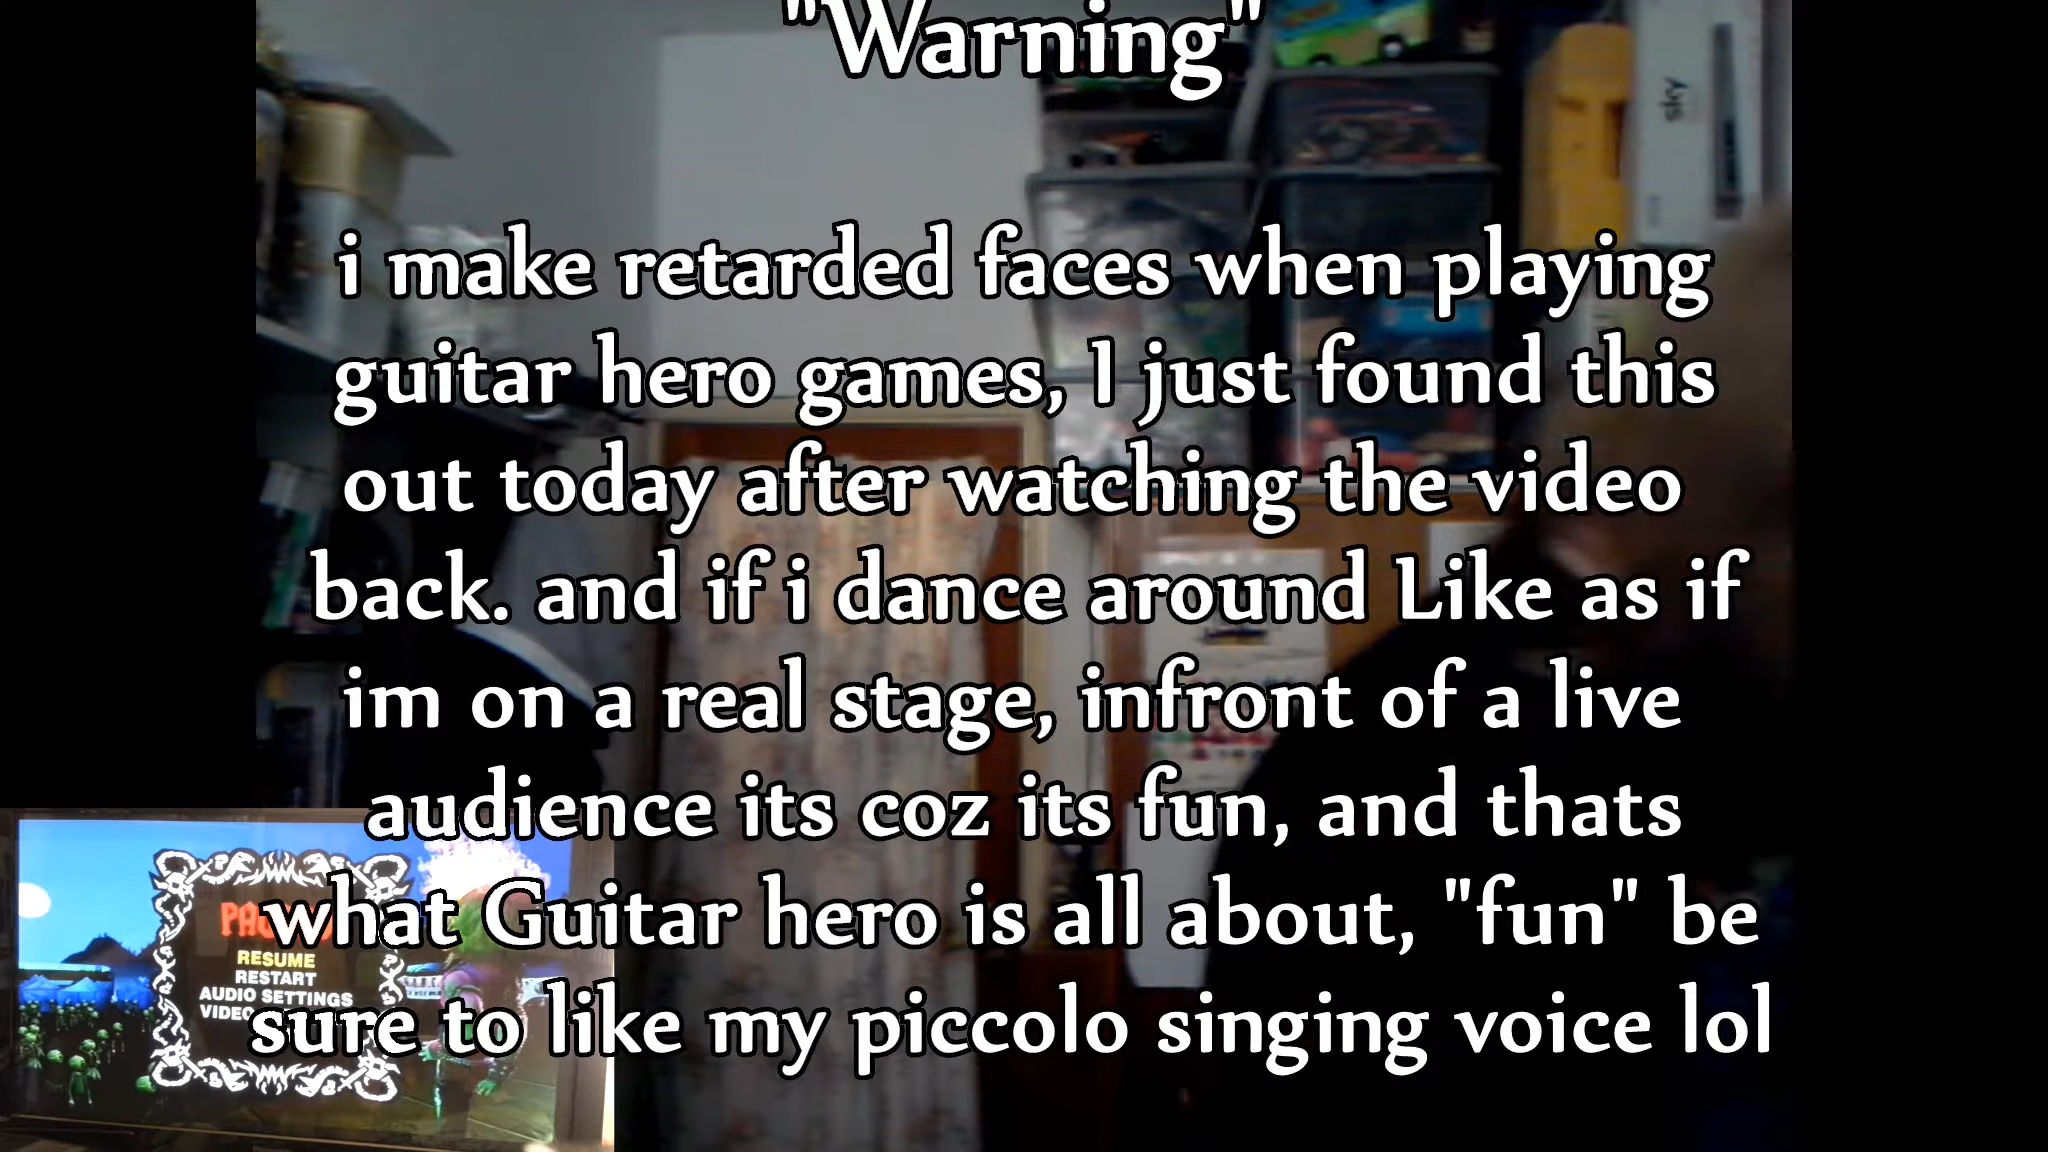 "Warning"
sky
i make retarded faces when playing
guitar hero games, I just found this
out today after watching the video
back. and if i dance around Like as if
im on a real stage, infront of a live
audience its coz its fun, and thats
what Guitar hero is all about, "fun" be
sure to like my piccolo singing voice lol
RESUME
RESTART
AUDIO SETTINGS